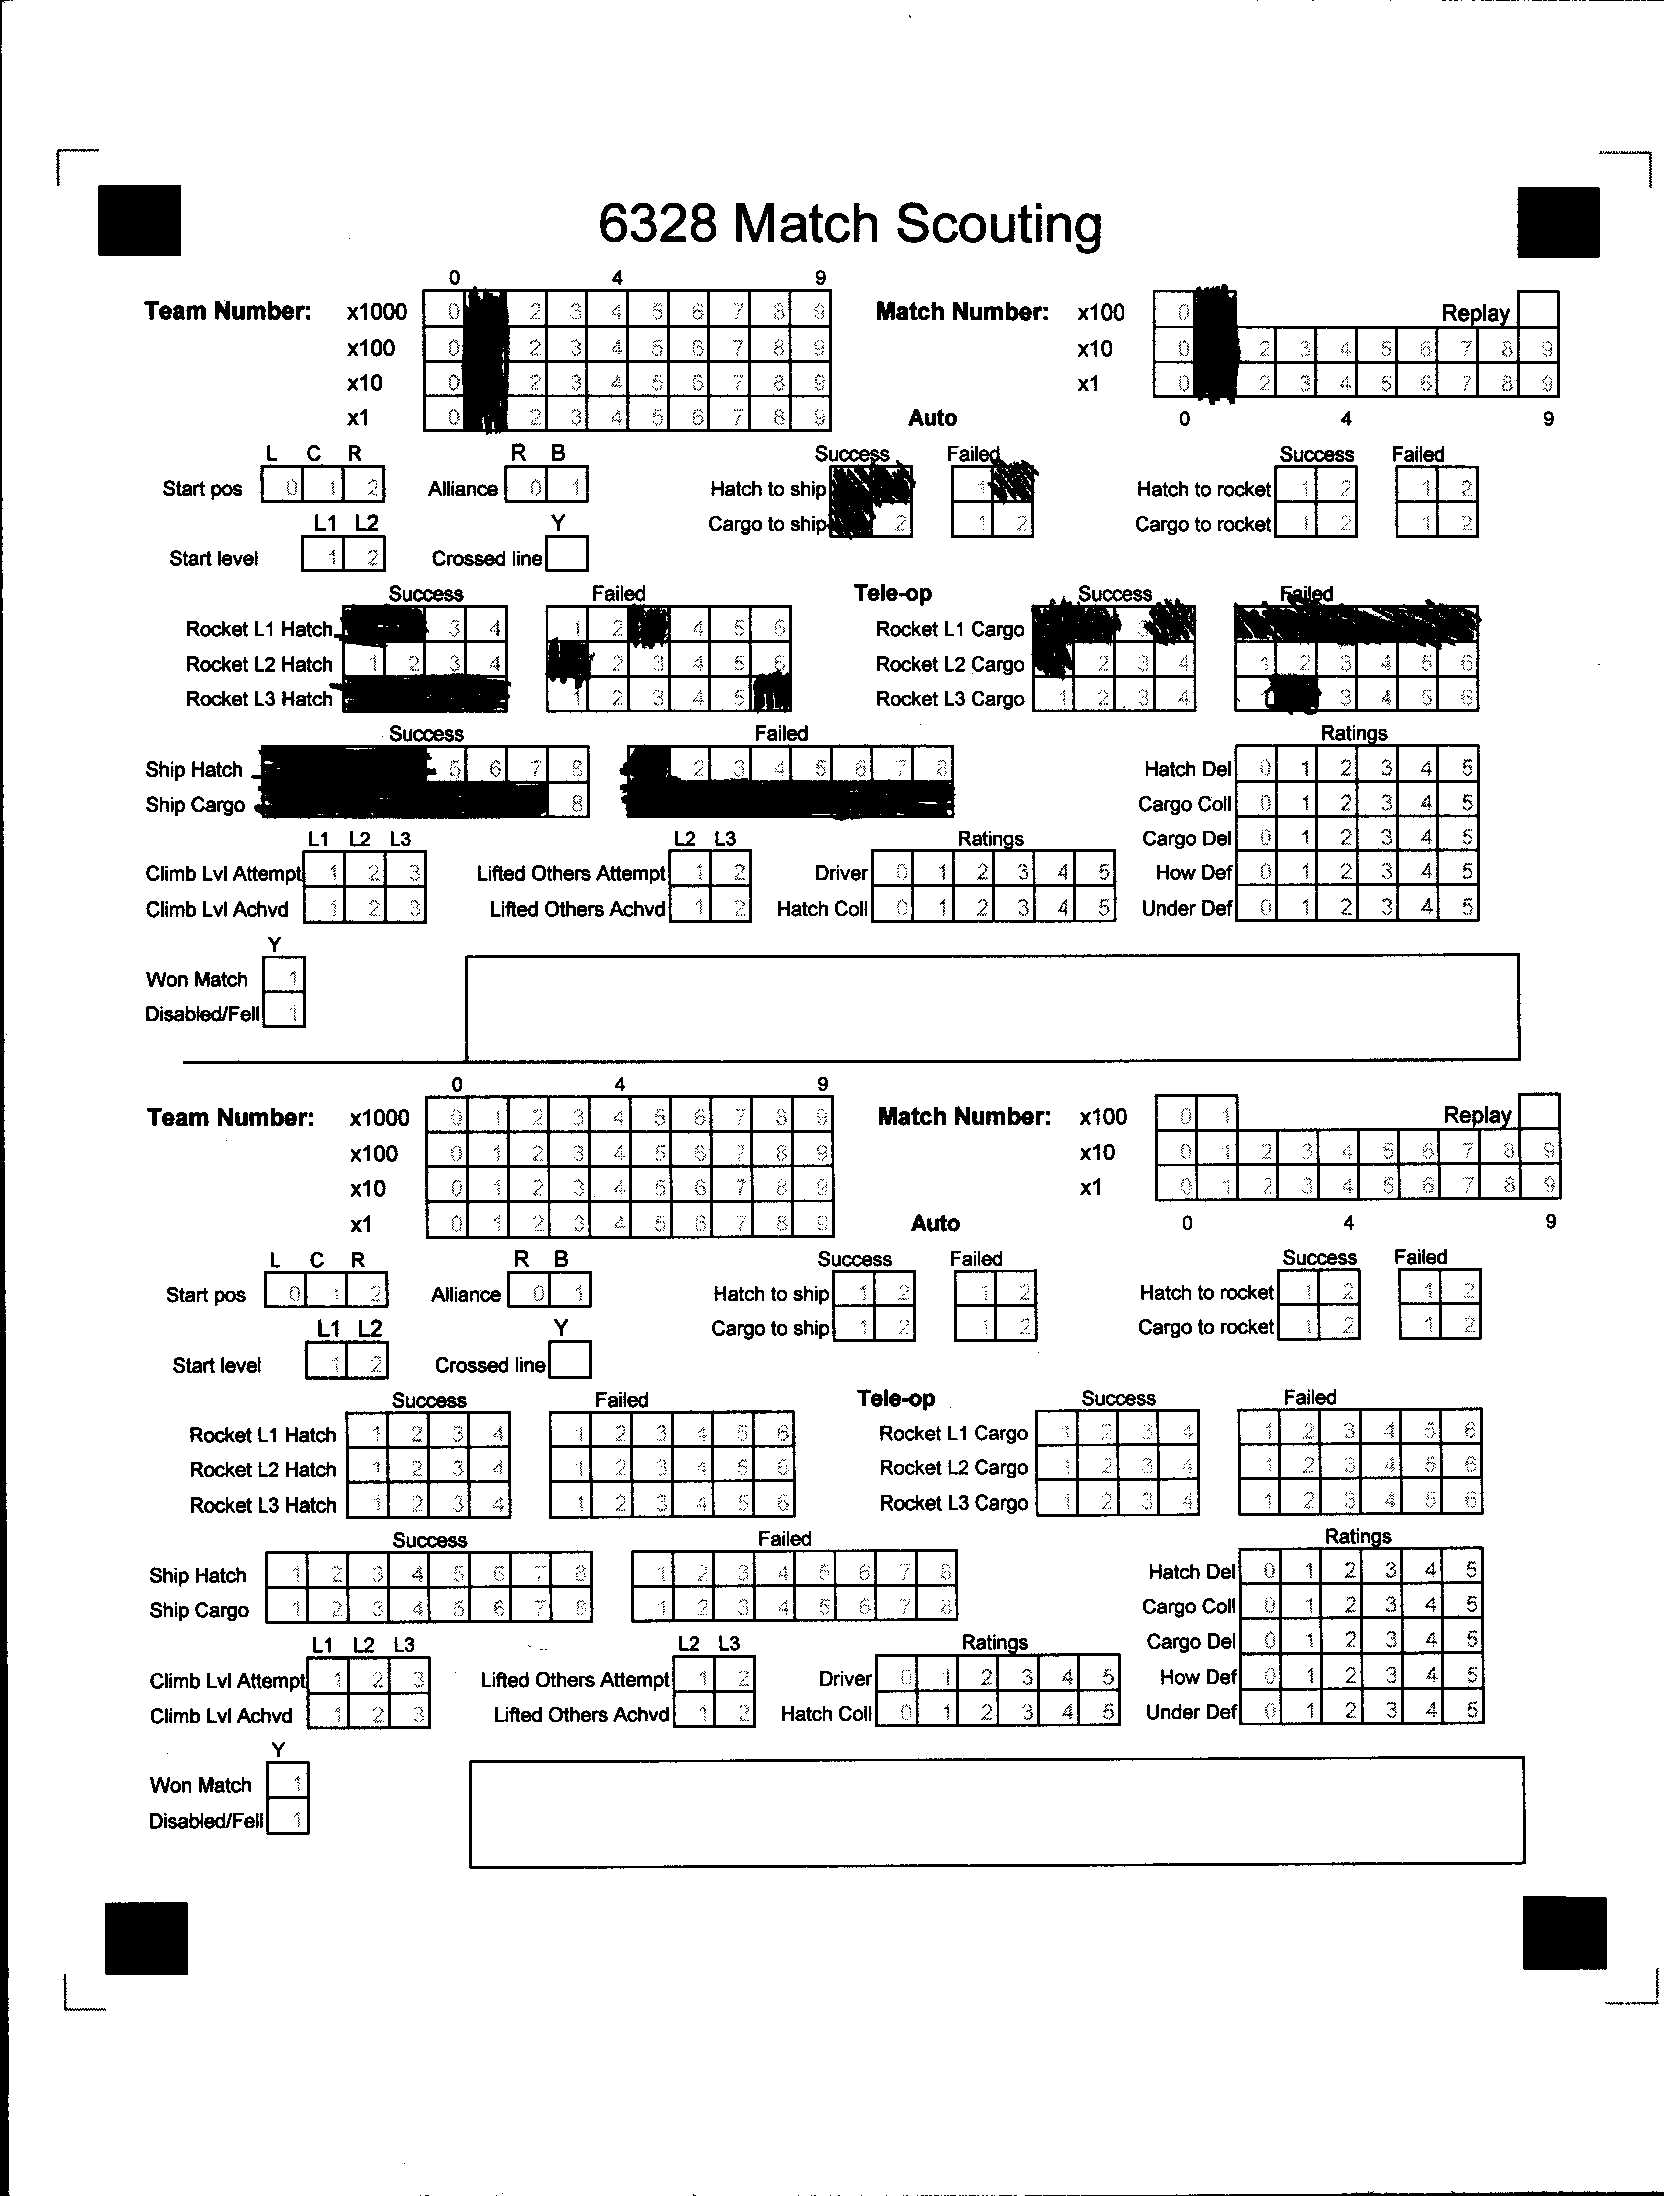 6328 Match Scouting
0 4 9
Team Number: x1000 0 2 3 4 5 6 7 8 9 Match Number: x100 0 Replay
x100 0 2 3 4 5 6 7 8 9 x10 0 2 3 4 5 6 7 8 9
x10 0 2 3 4 5 6 7 8 9 x1 0 2 3 4 5 6 7 8 9
x1 0 2 3 4 5 6 7 8 9 Auto 0 4 9
L C R R B Success Failed Success Failed
Start pos 0 1 2 Alliance 0 1 Hatch to ship 1 Hatch to rocket 1 2 1 2
L1 L2 Y Cargo to ship 2 1 2 Cargo to rocket 1 2 1 2
Start level 1 2 Crossed line
Success Failed Tele-op Success Failed
Rocket L1 Hatch 3 4 1 2 4 5 6 Rocket L1 Cargo 3
Rocket L2 Hatch 1 2 3 4 2 3 4 5 6 Rocket L2 Cargo 2 3 4 1 2 3 4 5 6
Rocket L3 Hatch 1 2 3 4 5 Rocket L3 Cargo 1 2 3 4 3 4 5 6
Success Failed Ratings
Ship Hatch 5 6 7 8 2 3 4 5 6 7 8 Hatch Del 0 1 2 3 4 5
Ship Cargo 8 Cargo Coll 0 1 2 3 4 5
L1 L2 L3 L2 L3 Ratings Cargo Del 0 1 2 3 4 5
Climb Lvl Attempt 1 2 3 Lifted Others Attempt 1 2 Driver 0 1 2 3 4 5 How Def 0 1 2 3 4 5
Climb Lvl Achvd 1 2 3 Lifted Others Achvd 1 2 Hatch Coll 0 1 2 3 4 5 Under Def 0 1 2 3 4 5
Y
Won Match 1
Disabled/Fell 1
0 4 9
Team Number: x1000 0 1 2 3 4 5 6 7 8 9 Match Number: x100 0 1 Replay
x100 0 1 2 3 4 5 6 7 8 9 x10 0 1 2 3 4 5 6 7 8 9
x10 0 1 2 3 4 5 6 7 8 9 x1 0 1 2 3 4 5 6 7 8 9
x1 0 1 2 3 4 5 6 7 8 9 Auto 0 4 9
L C R R B Success Failed Success Failed
Start pos 0 1 2 Alliance 0 1 Hatch to ship 1 2 1 2 Hatch to rocket 1 2 1 2
L1 L2 Y Cargo to ship 1 2 1 2 Cargo to rocket 1 2 1 2
Start level 1 2 Crossed line
Success Failed Tele-op Success Failed
Rocket L1 Hatch 1 2 3 4 1 2 3 4 5 6 Rocket L1 Cargo 1 2 3 4 1 2 3 4 5 6
Rocket L2 Hatch 1 2 3 4 1 2 3 4 5 6 Rocket L2 Cargo 1 2 3 4 1 2 3 4 5 6
Rocket L3 Hatch 1 2 3 4 1 2 3 4 5 6 Rocket L3 Cargo 1 2 3 4 1 2 3 4 5 6
Success Failed Ratings
Ship Hatch 1 2 3 4 5 6 7 8 1 2 3 4 5 6 7 8 Hatch Del 0 1 2 3 4 5
Ship Cargo 1 2 3 4 5 6 7 8 1 2 3 4 5 6 7 8 Cargo Coll 0 1 2 3 4 5
L1 L2 L3 L2 L3 Ratings Cargo Del 0 1 2 3 4 5
Climb Lvl Attempt 1 2 3 Lifted Others Attempt 1 2 Driver 0 1 2 3 4 5 How Def 0 1 2 3 4 5
Climb Lvl Achvd 1 2 3 Lifted Others Achvd 1 2 Hatch Coll 0 1 2 3 4 5 Under Def 0 1 2 3 4 5
Y
Won Match 1
Disabled/Fell 1